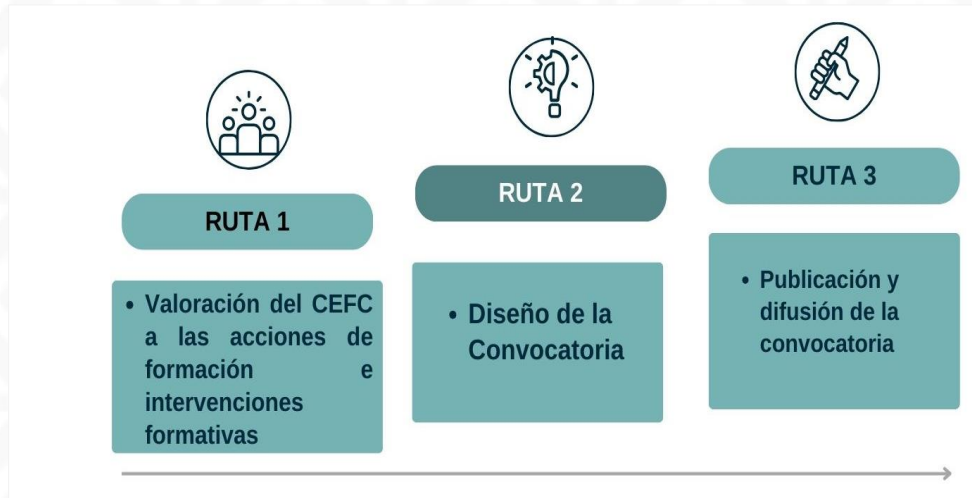 RUTA 1
• Valoración del CEFC
a las acciones de
formación e
intervenciones
formativas
RUTA 2
• Diseño de la
Convocatoria
RUTA 3
• Publicación y
difusión de la
convocatoria